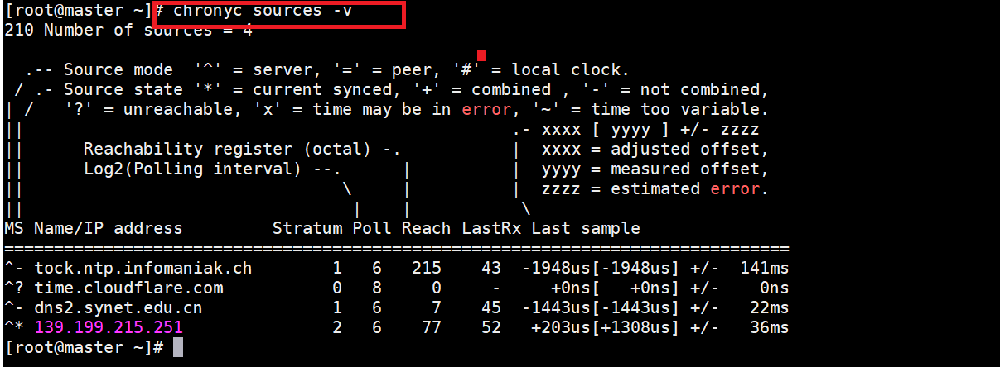 [root@master ~]# chronyc sources -v
210 Number of sources = 4
  .-- Source mode  '^' = server, '=' = peer, '#' = local clock.
 / .- Source state '*' = current synced, '+' = combined , '-' = not combined,
| /   '?' = unreachable, 'x' = time may be in error, '~' = time too variable.
||                                                 .- xxxx [ yyyy ] +/- zzzz
||      Reachability register (octal) -.           |  xxxx = adjusted offset,
||      Log2(Polling interval) --.      |          |  yyyy = measured offset,
||                                \     |          |  zzzz = estimated error.
||                                 |    |           \
MS Name/IP address         Stratum Poll Reach LastRx Last sample
===============================================================================
^- tock.ntp.infomaniak.ch        1   6   215    43  -1948us[-1948us] +/-  141ms
^? time.cloudflare.com           0   8     0     -     +0ns[   +0ns] +/-    0ns
^- dns2.synet.edu.cn             1   6     7    45  -1443us[-1443us] +/-   22ms
^* 139.199.215.251               2   6    77    52   +203us[+1308us] +/-   36ms
[root@master ~]#